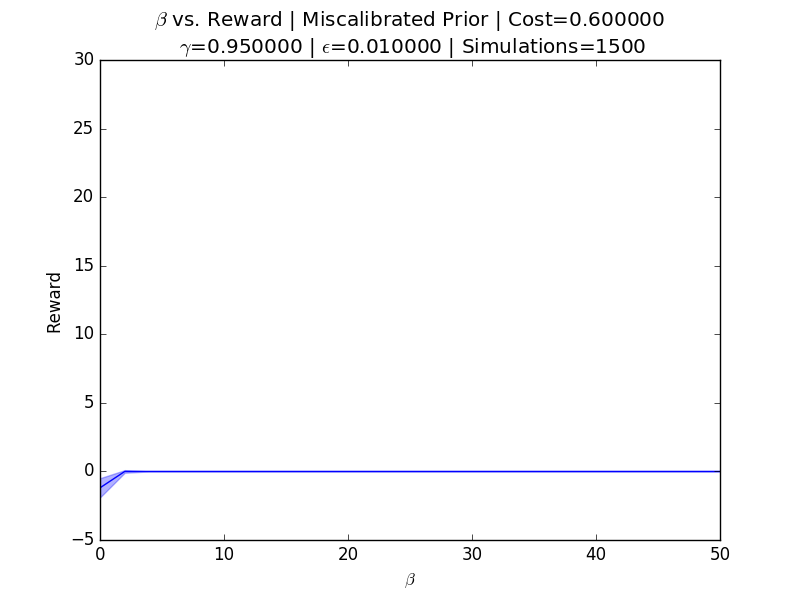 β vs. Reward | Miscalibrated Prior | Cost=0.600000
γ=0.950000 | ϵ=0.010000 | Simulations=1500
30
25
20
15
10
5
0
−5
Reward
0 10 20 30 40 50
β